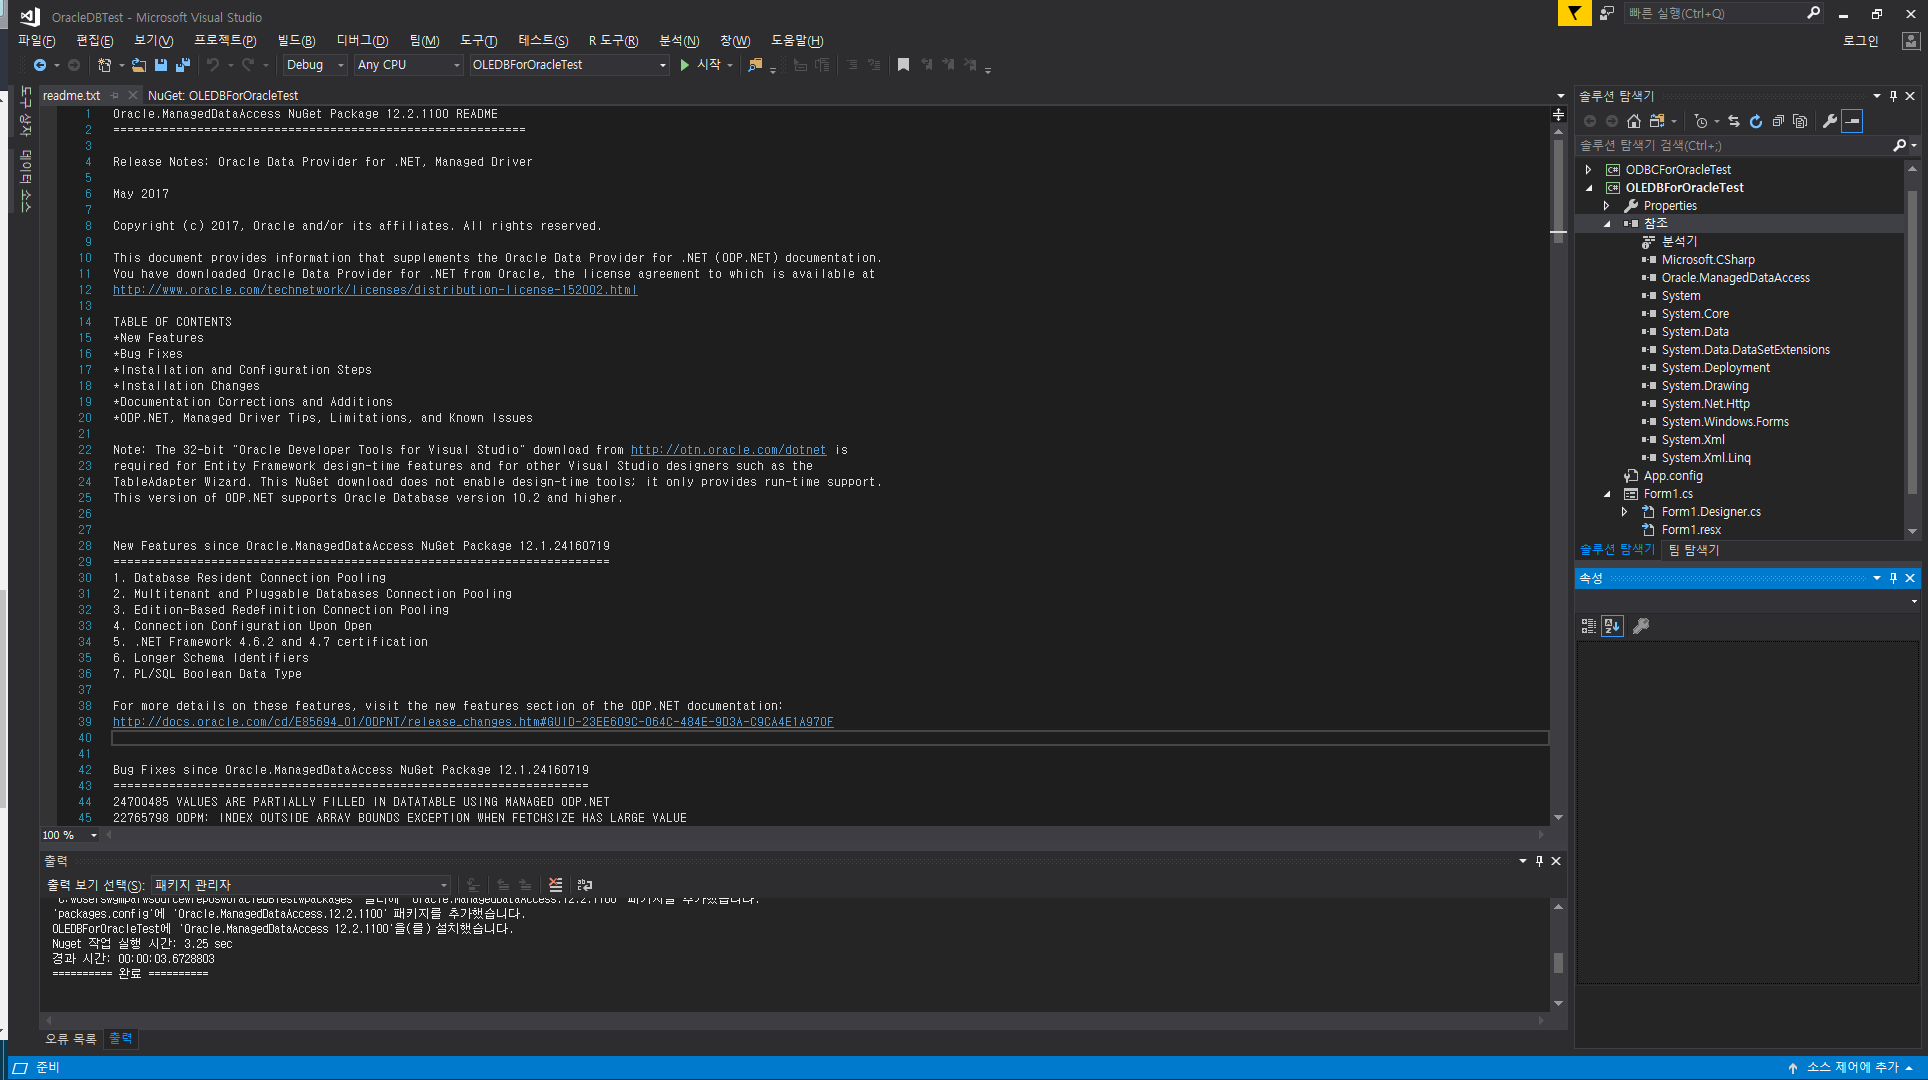 OracleDBTest - Microsoft Visual Studio
빠른 실행(Ctrl+Q)
파일(F) 편집(E) 보기(V) 프로젝트(P) 빌드(B) 디버그(D) 팀(M) 도구(T) 테스트(S) R 도구(R) 분석(N) 창(W) 도움말(H)
로그인
Debug Any CPU OLEDBForOracleTest 시작
도구 상자
데이터 소스
readme.txt NuGet: OLEDBForOracleTest
1 Oracle.ManagedDataAccess NuGet Package 12.2.1100 README
2 ===========================================================
3
4 Release Notes: Oracle Data Provider for .NET, Managed Driver
5
6 May 2017
7
8 Copyright (c) 2017, Oracle and/or its affiliates. All rights reserved.
9
10 This document provides information that supplements the Oracle Data Provider for .NET (ODP.NET) documentation.
11 You have downloaded Oracle Data Provider for .NET from Oracle, the license agreement to which is available at
12 http://www.oracle.com/technetwork/licenses/distribution-license-152002.html
13
14 TABLE OF CONTENTS
15 *New Features
16 *Bug Fixes
17 *Installation and Configuration Steps
18 *Installation Changes
19 *Documentation Corrections and Additions
20 *ODP.NET, Managed Driver Tips, Limitations, and Known Issues
21
22 Note: The 32-bit "Oracle Developer Tools for Visual Studio" download from http://otn.oracle.com/dotnet is
23 required for Entity Framework design-time features and for other Visual Studio designers such as the
24 TableAdapter Wizard. This NuGet download does not enable design-time tools; it only provides run-time support.
25 This version of ODP.NET supports Oracle Database version 10.2 and higher.
26
27
28 New Features since Oracle.ManagedDataAccess NuGet Package 12.1.24160719
29 =======================================================================
30 1. Database Resident Connection Pooling
31 2. Multitenant and Pluggable Databases Connection Pooling
32 3. Edition-Based Redefinition Connection Pooling
33 4. Connection Configuration Upon Open
34 5. .NET Framework 4.6.2 and 4.7 certification
35 6. Longer Schema Identifiers
36 7. PL/SQL Boolean Data Type
37
38 For more details on these features, visit the new features section of the ODP.NET documentation:
39 http://docs.oracle.com/cd/E85694_01/ODPNT/release_changes.htm#GUID-23EE609C-064C-484E-9D3A-C9CA4E1A970F
40
41
42 Bug Fixes since Oracle.ManagedDataAccess NuGet Package 12.1.24160719
43 ====================================================================
44 24700485 VALUES ARE PARTIALLY FILLED IN DATATABLE USING MANAGED ODP.NET
45 22765798 ODPM: INDEX OUTSIDE ARRAY BOUNDS EXCEPTION WHEN FETCHSIZE HAS LARGE VALUE
100 %
출력
출력 보기 선택(S): 패키지 관리자
'packages.config'에 'Oracle.ManagedDataAccess.12.2.1100' 패키지를 추가했습니다.
OLEDBForOracleTest에 'Oracle.ManagedDataAccess 12.2.1100'을(를) 설치했습니다.
Nuget 작업 실행 시간: 3.25 sec
경과 시간: 00:00:03.6728803
========== 완료 ==========
오류 목록 출력
준비
솔루션 탐색기
솔루션 탐색기 검색(Ctrl+;)
C# ODBCForOracleTest
C# OLEDBForOracleTest
Properties
참조
분석기
Microsoft.CSharp
Oracle.ManagedDataAccess
System
System.Core
System.Data
System.Data.DataSetExtensions
System.Deployment
System.Drawing
System.Net.Http
System.Windows.Forms
System.Xml
System.Xml.Linq
App.config
Form1.cs
Form1.Designer.cs
Form1.resx
솔루션 탐색기 팀 탐색기
속성
소스 제어에 추가